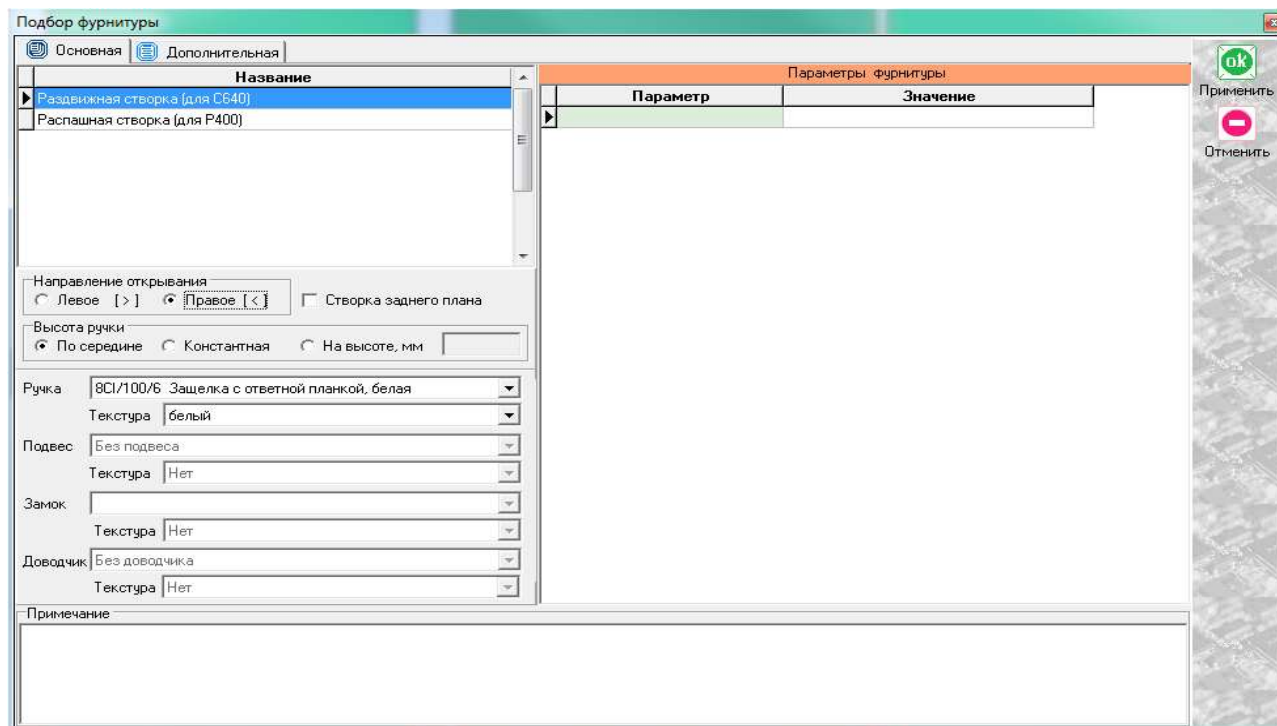 Подбор фурнитуры
Основная Дополнительная
Название
Раздвижная створка (для С640)
Распашная створка (для Р400)
Параметры фурнитуры
Параметр Значение
ok
Применить
Отменить
Направление открывания
Левое [>] Правое [<] Створка заднего плана
Высота ручки
По середине Константная На высоте, мм
Ручка 8CI/100/6 Защелка с ответной планкой, белая
Текстура белый
Подвес Без подвеса
Текстура Нет
Замок
Текстура Нет
Доводчик Без доводчика
Текстура Нет
Примечание